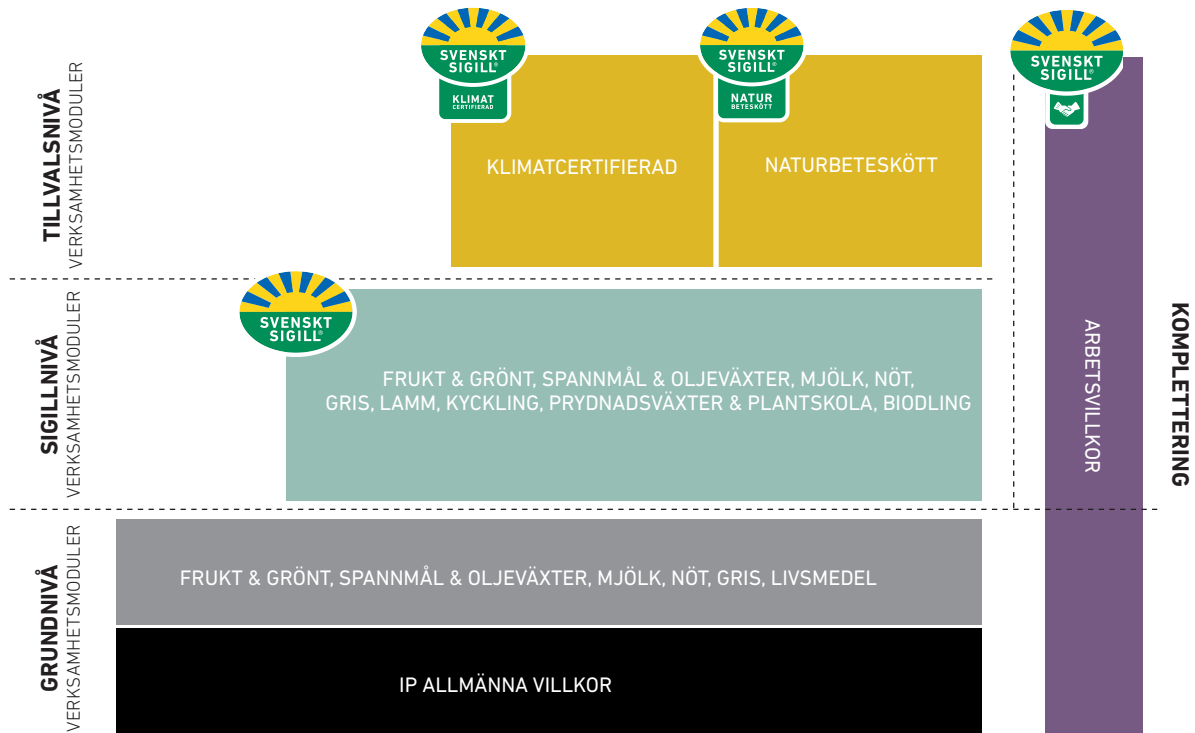 SVENSKT
SIGILL®
KLIMAT
CERTIFIERAD
SVENSKT
SIGILL®
NATUR
BETESKÖTT
SVENSKT
SIGILL®
TILLVALSNIVÅ
VERKSAMHETSMODULER
KLIMATCERTIFIERAD
NATURBETESKÖTT
SVENSKT
SIGILL®
SIGILLNIVÅ
VERKSAMHETSMODULER
FRUKT & GRÖNT, SPANNMÅL & OLJEVÄXTER, MJÖLK, NÖT,
GRIS, LAMM, KYCKLING, PRYDNADSVÄXTER & PLANTSKOLA, BIODLING
ARBETSVILLKOR
KOMPLETTERING
GRUNDNIVÅ
VERKSAMHETSMODULER
FRUKT & GRÖNT, SPANNMÅL & OLJEVÄXTER, MJÖLK, NÖT, GRIS, LIVSMEDEL
IP ALLMÄNNA VILLKOR